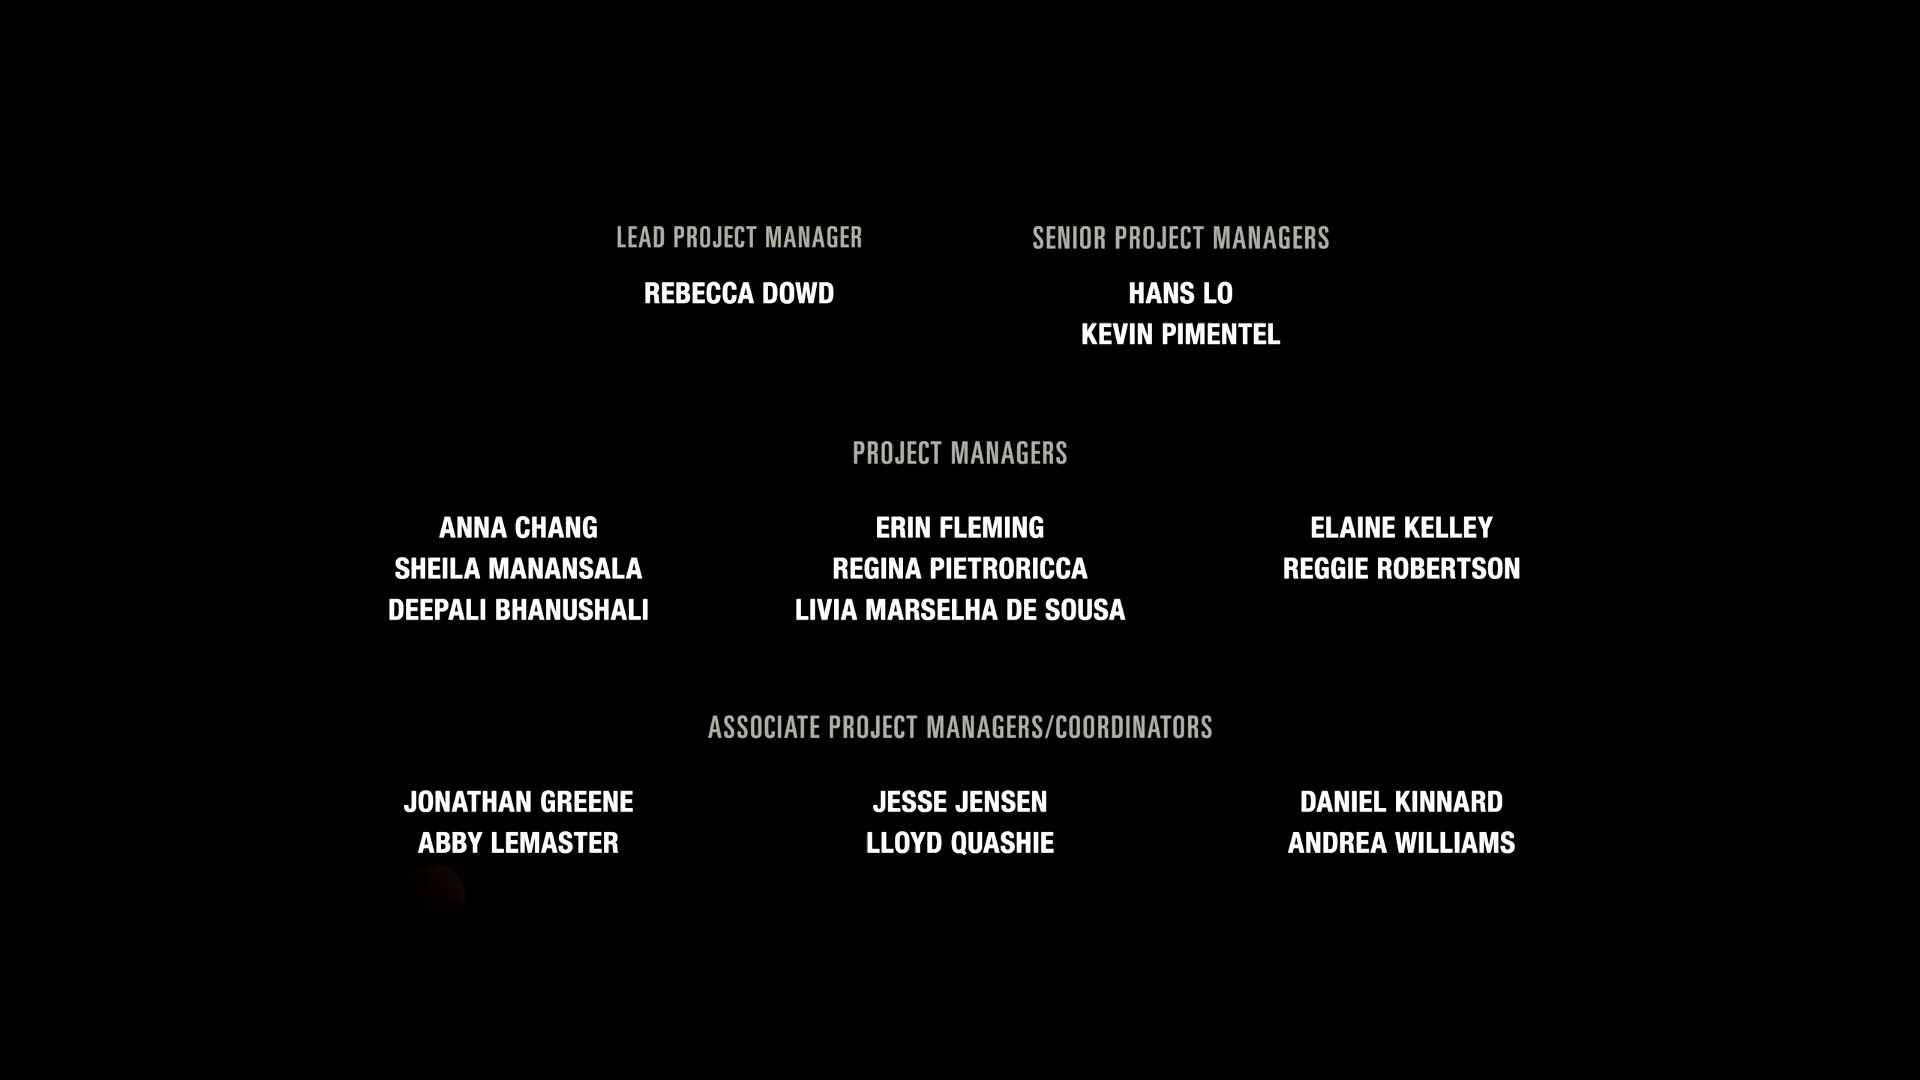 LEAD PROJECT MANAGER
REBECCA DOWD
SENIOR PROJECT MANAGERS
HANS LO
KEVIN PIMENTEL
PROJECT MANAGERS
ANNA CHANG
ERIN FLEMING
ELAINE KELLEY
SHEILA MANANSALA
REGINA PIETRORICCA
REGGIE ROBERTSON
DEEPALI BHANUSHALI
LIVIA MARSELHA DE SOUSA
ASSOCIATE PROJECT MANAGERS/COORDINATORS
JONATHAN GREENE
JESSE JENSEN
DANIEL KINNARD
ABBY LEMASTER
LLOYD QUASHIE
ANDREA WILLIAMS